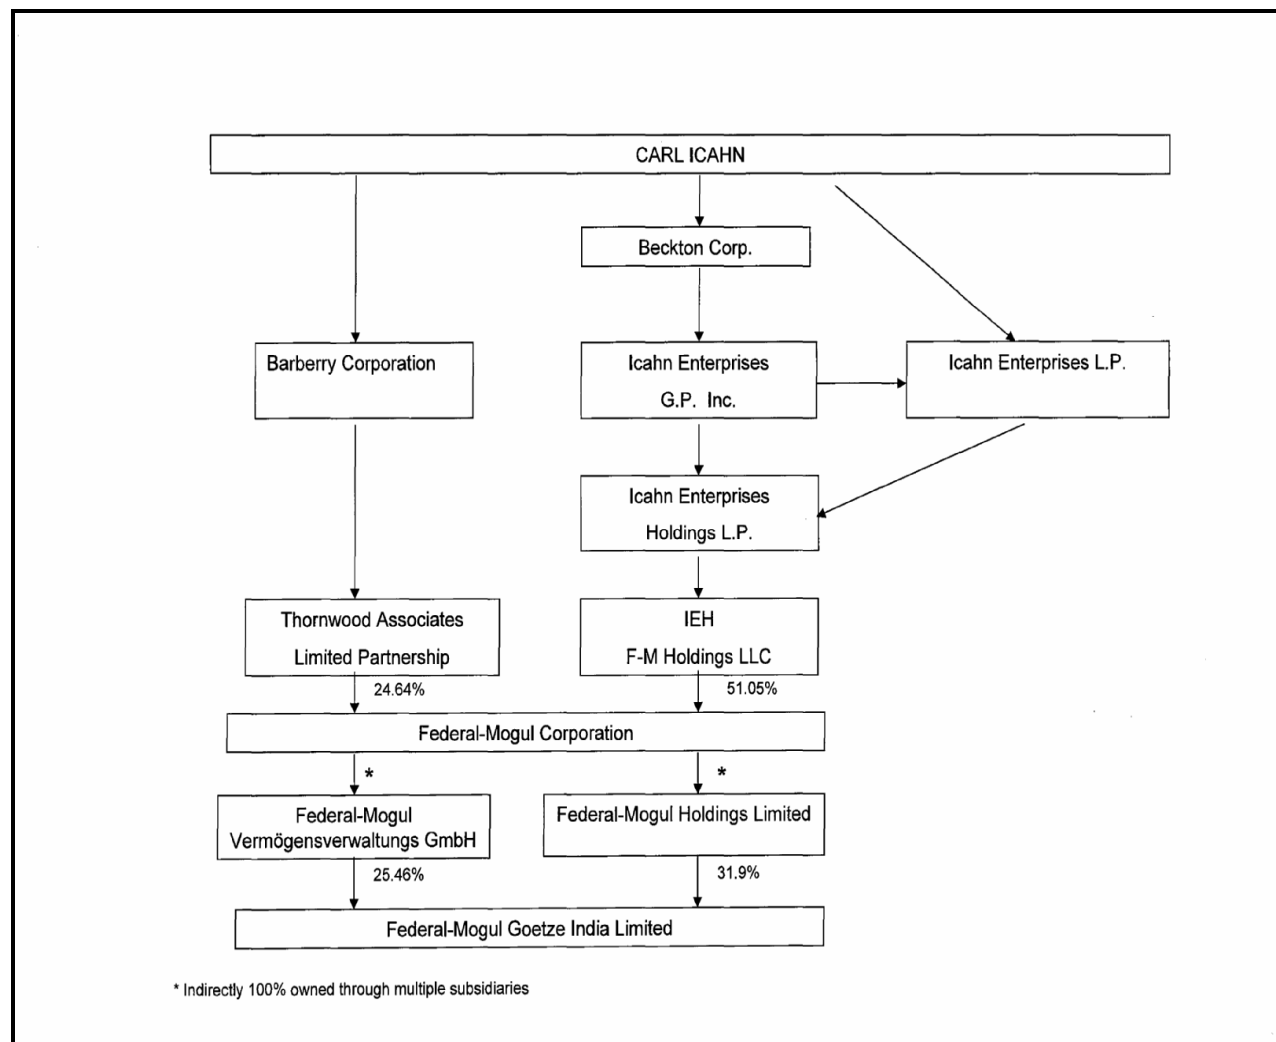 CARL ICAHN
Beckton Corp.
Barberry Corporation
Icahn Enterprises
G.P. Inc.
Icahn Enterprises L.P.
Icahn Enterprises
Holdings L.P.
Thornwood Associates
Limited Partnership
IEH
F-M Holdings LLC
24.64%
51.05%
Federal-Mogul Corporation
*
*
Federal-Mogul
Vermögensverwaltungs GmbH
Federal-Mogul Holdings Limited
25.46%
31.9%
Federal-Mogul Goetze India Limited
* Indirectly 100% owned through multiple subsidiaries